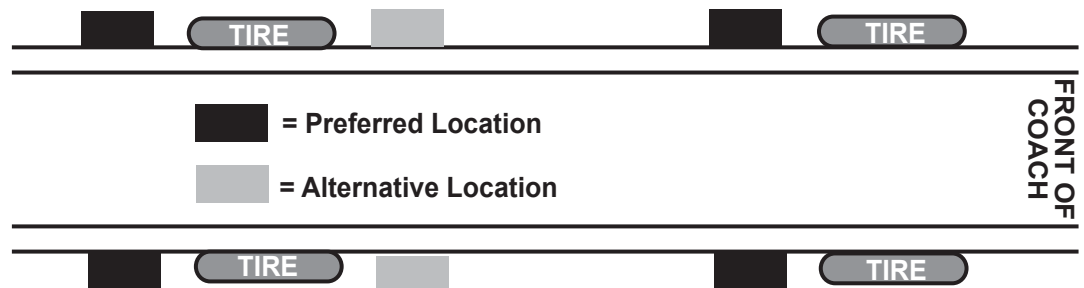 TIRE
TIRE
= Preferred Location
= Alternative Location
FRONT OF
COACH
TIRE
TIRE